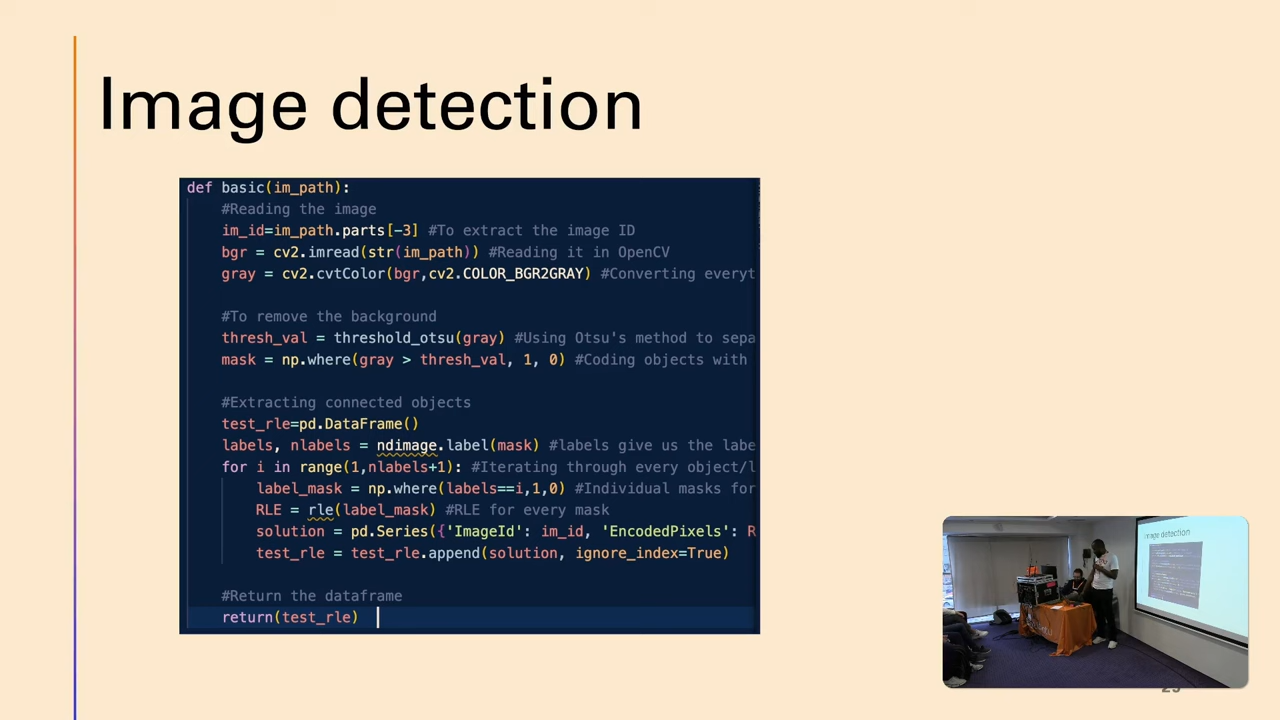 Image detection
def basic(im_path):
#Reading the image
im_id=im_path.parts[-3] #To extract the image ID
bgr = cv2.imread(str(im_path)) #Reading it in OpenCV
gray = cv2.cvtColor(bgr,cv2.COLOR_BGR2GRAY) #Converting everyt
#To remove the background
thresh_val = threshold_otsu(gray) #Using Otsu's method to sepa
mask = np.where(gray > thresh_val, 1, 0) #Coding objects with
#Extracting connected objects
test_rle=pd.DataFrame()
labels, nlabels = ndimage.label(mask) #labels give us the labe
for i in range(1,nlabels+1): #Iterating through every object/l
label_mask = np.where(labels==i,1,0) #Individual masks for
RLE = rle(label_mask) #RLE for every mask
solution = pd.Series({'ImageId': im_id, 'EncodedPixels': R
test_rle = test_rle.append(solution, ignore_index=True)
#Return the dataframe
return(test_rle)
Image detection